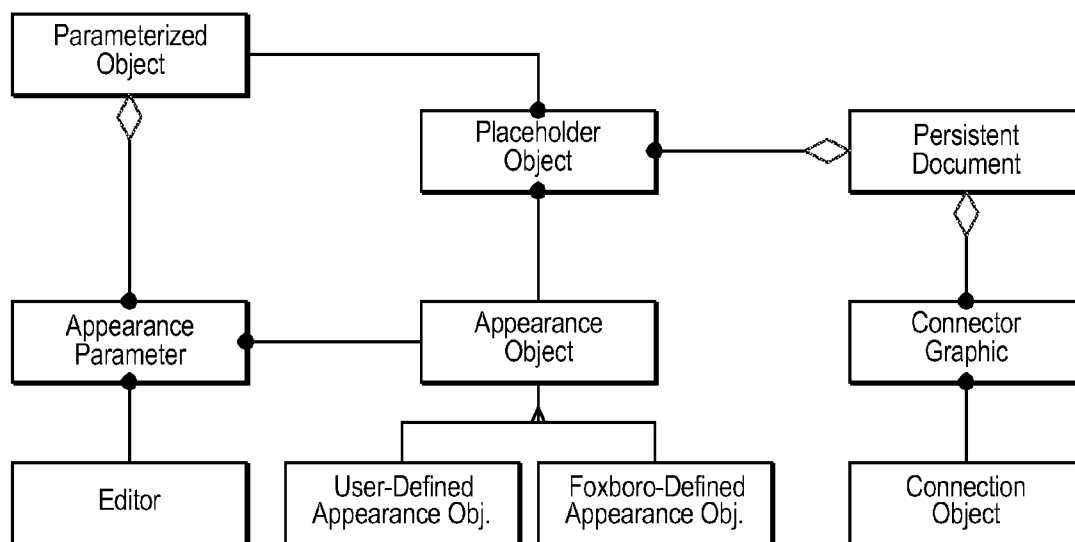 Parameterized
Object
Placeholder
Object
Persistent
Document
Appearance
Parameter
Appearance
Object
Connector
Graphic
Editor
User-Defined
Appearance Obj.
Foxboro-Defined
Appearance Obj.
Connection
Object